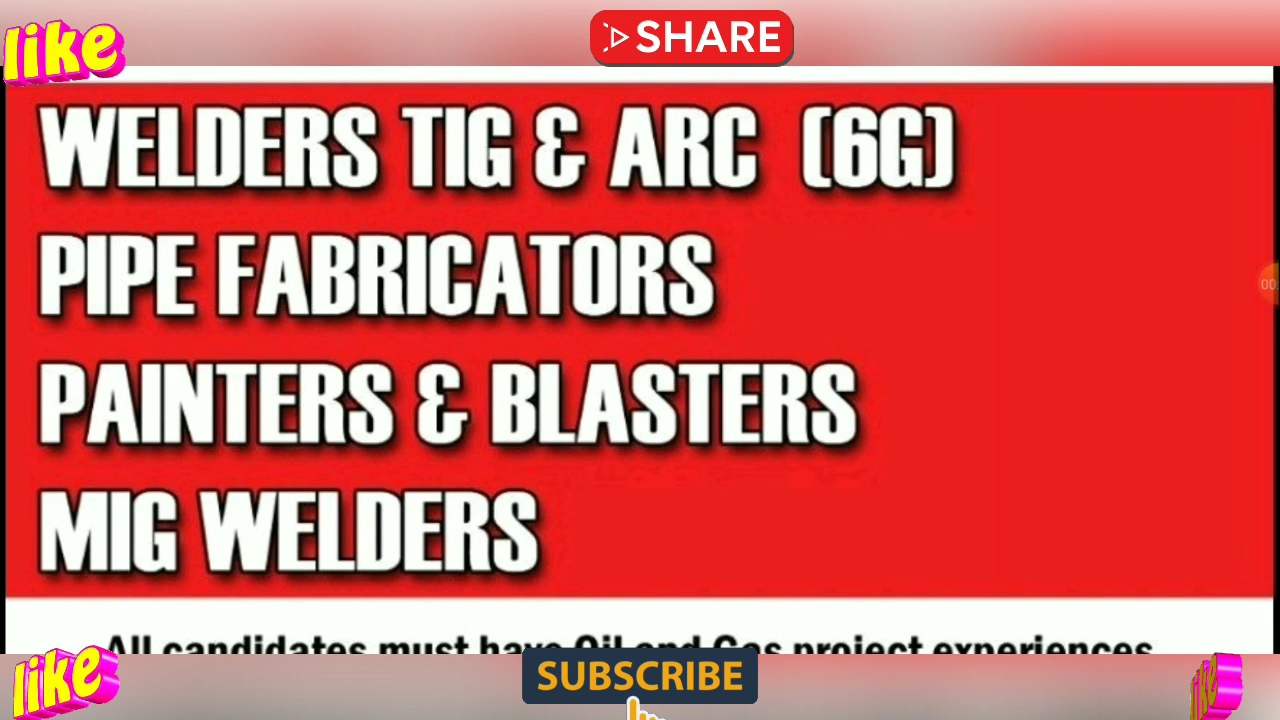 like
SHARE
WELDERS TIG & ARC (6G)
PIPE FABRICATORS
PAINTERS & BLASTERS
MIG WELDERS
All candidates must have Oil and Gas project experiences
like
SUBSCRIBE
like